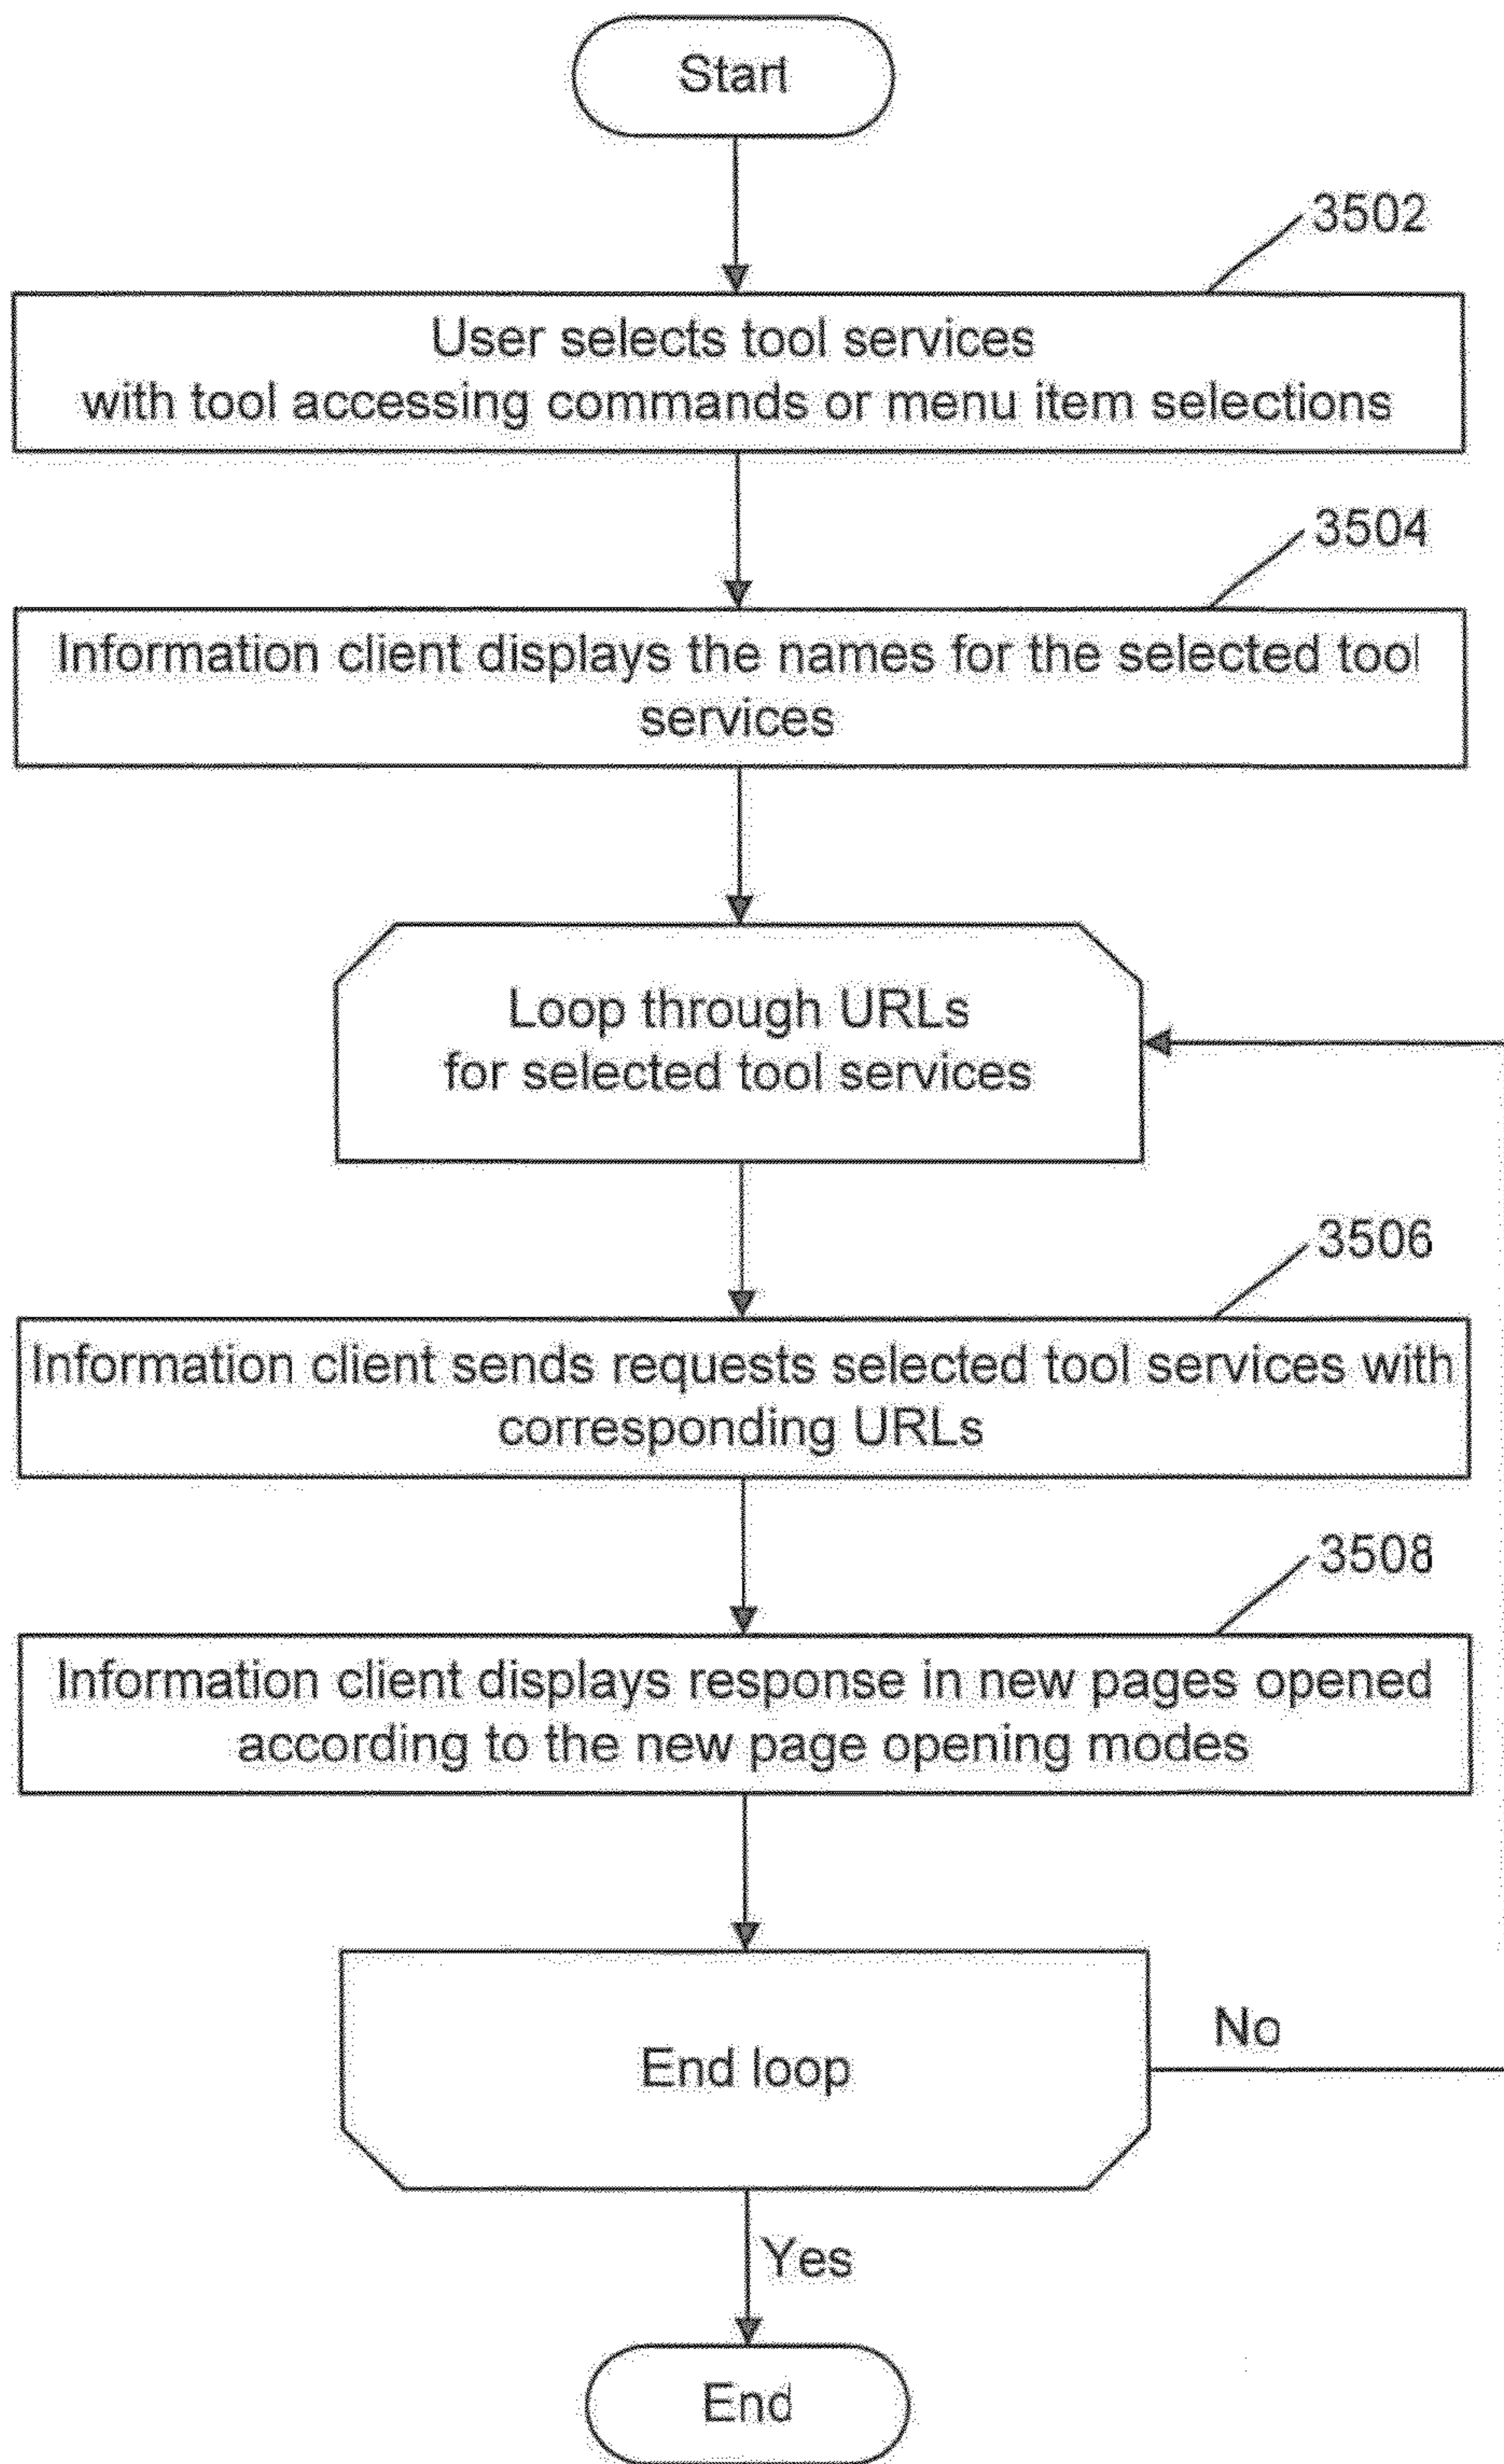 Start
3502
User selects tool services
with tool accessing commands or menu item selections
3504
Information client displays the names for the selected tool
services
Loop through URLs
for selected tool services
3506
Information client sends requests selected tool services with
corresponding URLs
3508
Information client displays response in new pages opened
according to the new page opening modes
End loop
No
Yes
End